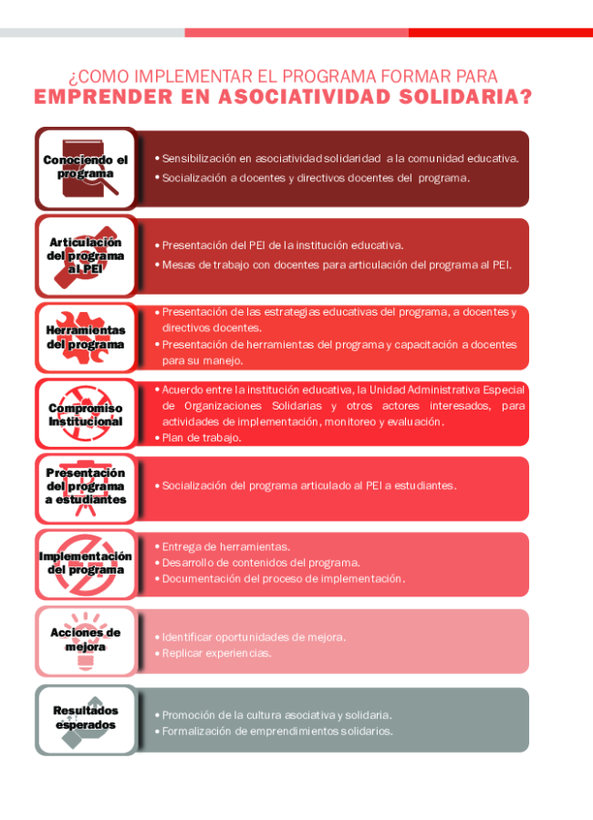 ¿COMO IMPLEMENTAR EL PROGRAMA FORMAR PARA
EMPRENDER EN ASOCIATIVIDAD SOLIDARIA?
Conociendo el
programa
• Sensibilización en asociatividad solidaridad a la comunidad educativa.
• Socialización a docentes y directivos docentes del programa.
Articulación
del programa
al PEI
• Presentación del PEI de la institución educativa.
• Mesas de trabajo con docentes para articulación del programa al PEI.
Herramientas
del programa
• Presentación de las estrategias educativas del programa, a docentes y
directivos docentes.
• Presentación de herramientas del programa y capacitación a docentes
para su manejo.
Compromiso
Institucional
• Acuerdo entre la institución educativa, la Unidad Administrativa Especial
de Organizaciones Solidarias y otros actores interesados, para
actividades de implementación, monitoreo y evaluación.
• Plan de trabajo.
Presentación
del programa
a estudiantes
• Socialización del programa articulado al PEI a estudiantes.
Implementación
del programa
• Entrega de herramientas.
• Desarrollo de contenidos del programa.
• Documentación del proceso de implementación.
Acciones de
mejora
• Identificar oportunidades de mejora.
• Replicar experiencias.
Resultados
esperados
• Promoción de la cultura asociativa y solidaria.
• Formalización de emprendimientos solidarios.